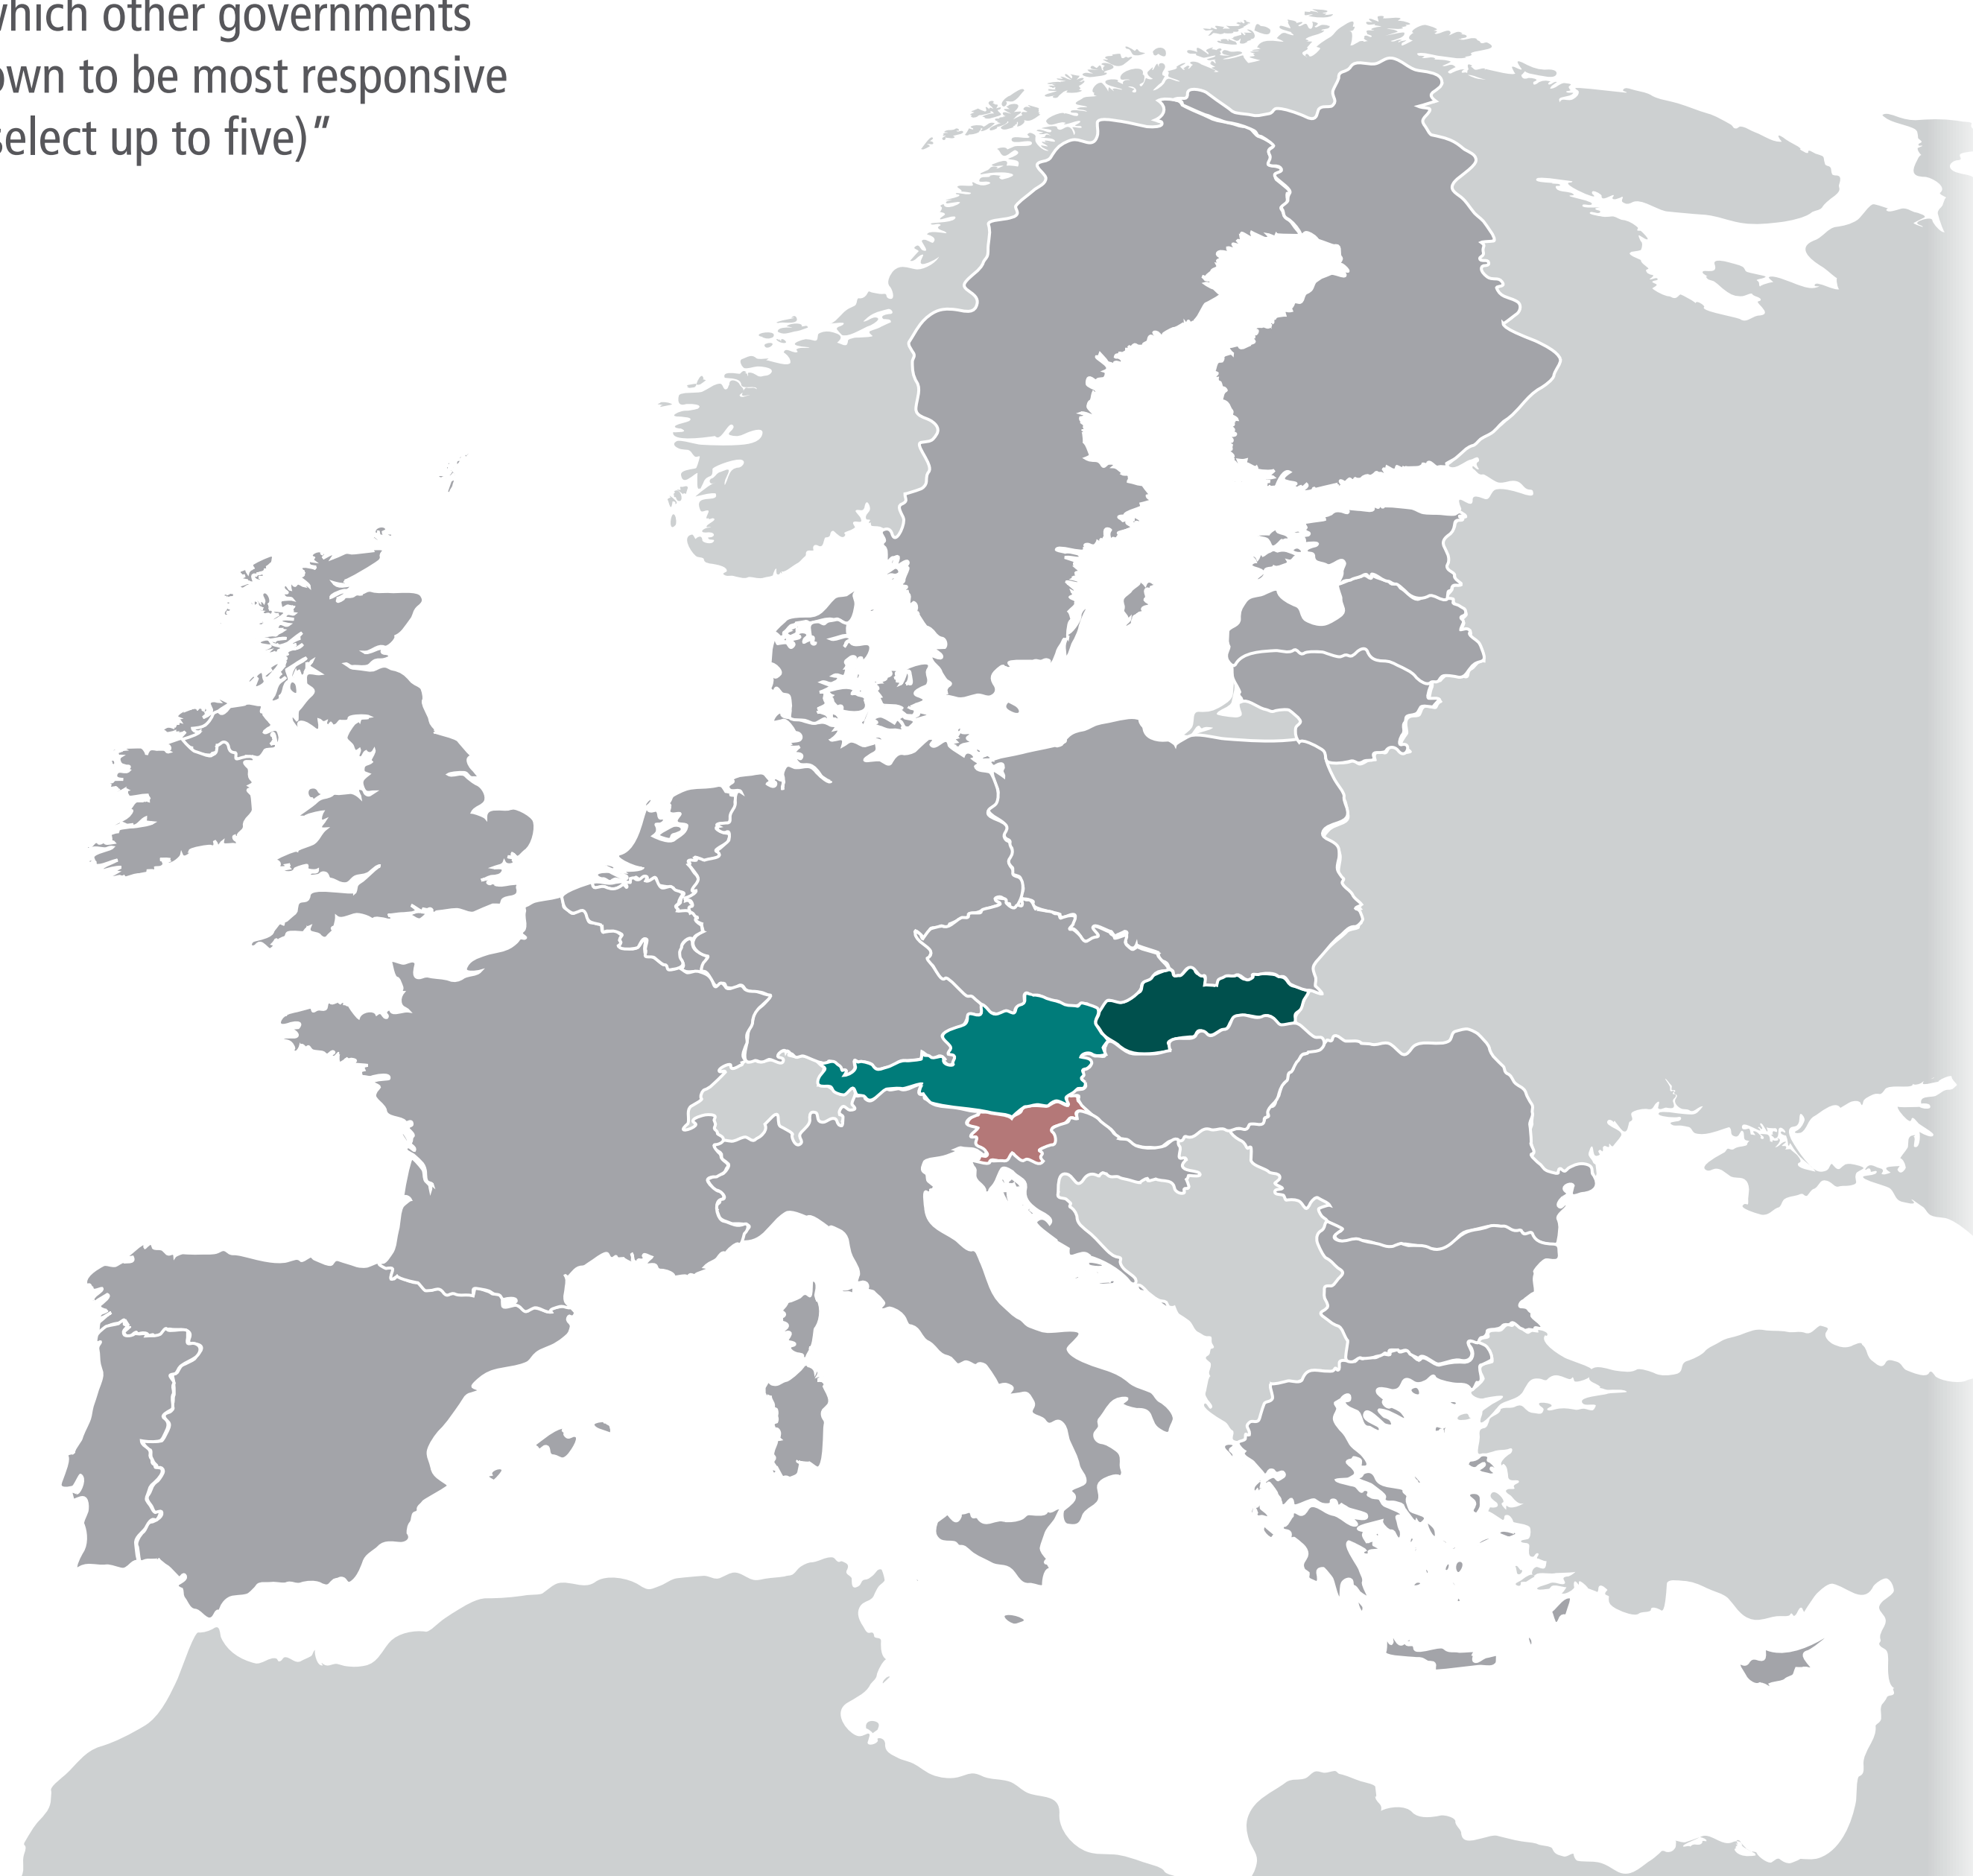 which other governments
own to be most responsive
select up to five)”